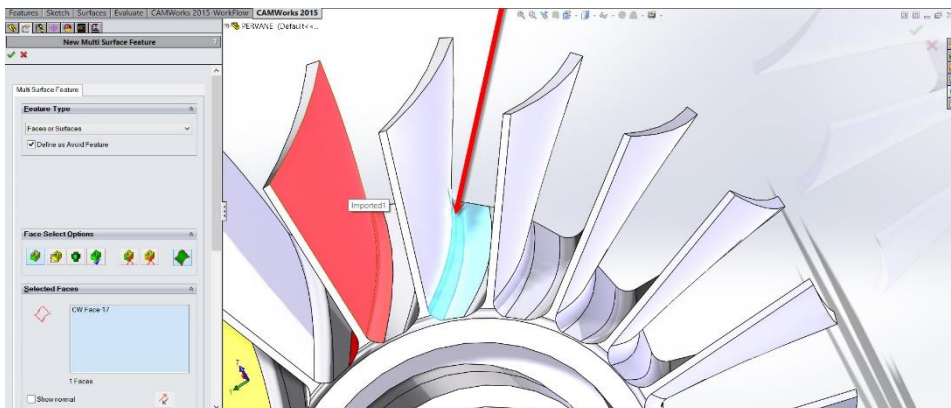 Features Sketch Surfaces Evaluate CAMWorks 2015 WorkFlow CAMWorks 2015
PERVANE (Default<<...
New Multi Surface Feature ?
Multi Surface Feature
Feature Type
Faces or Surfaces
Define as Avoid Feature
Imported1
Face Select Options
Selected Faces
CW Face-17
1 Faces
Show normal
Z